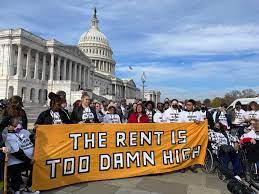 THE RENT IS
TOO DAMN HIGH